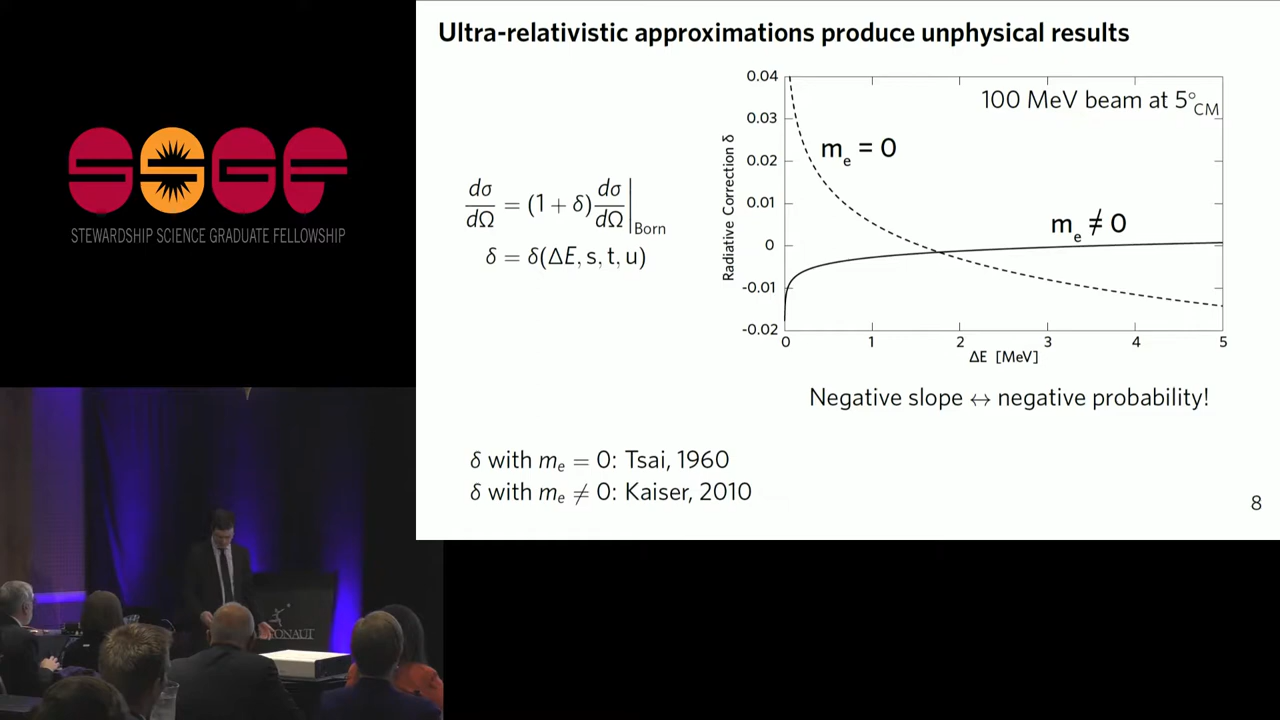 SSGF
STEWARDSHIP SCIENCE GRADUATE FELLOWSHIP
Ultra-relativistic approximations produce unphysical results
dσ/dΩ = (1 + δ) dσ/dΩ|Born
δ = δ(ΔE, s, t, u)
0.04
0.03
0.02
0.01
0
-0.01
-0.02
Radiative Correction δ
100 MeV beam at 5°CM
me = 0
me ≠ 0
0 1 2 3 4 5
ΔE [MeV]
Negative slope ↔ negative probability!
δ with me = 0: Tsai, 1960
δ with me ≠ 0: Kaiser, 2010
8